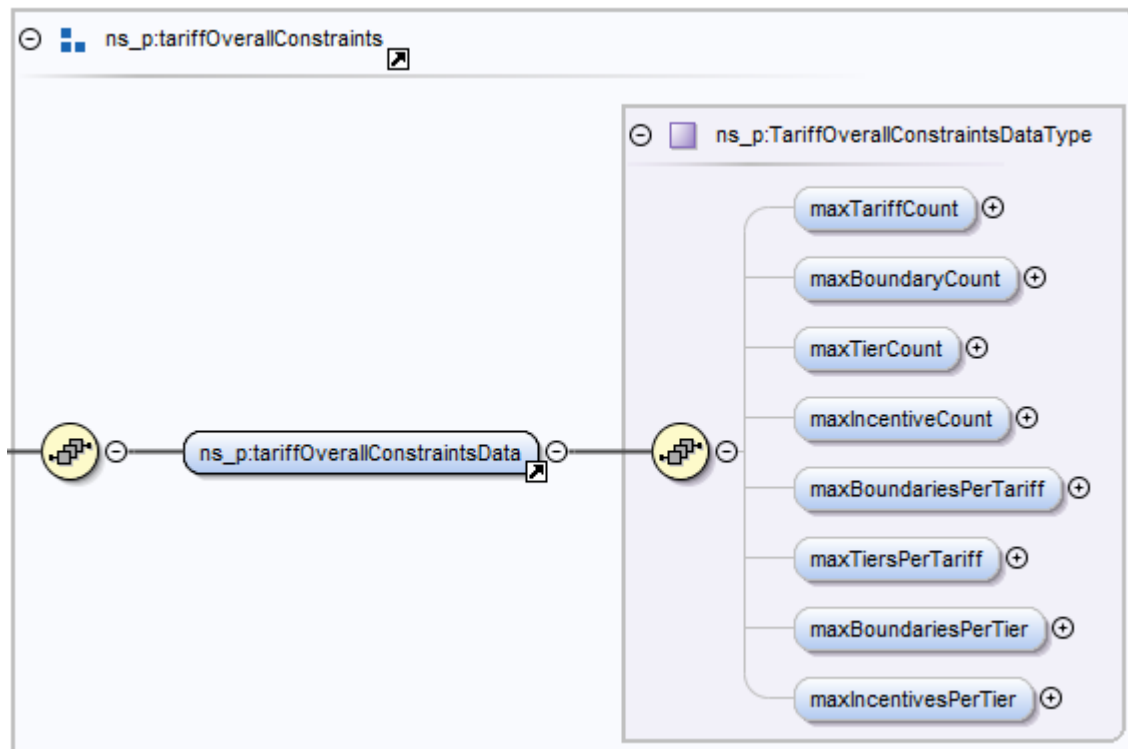 ns_p:tariffOverallConstraints
ns_p:TariffOverallConstraintsDataType
maxTariffCount
maxBoundaryCount
maxTierCount
maxIncentiveCount
ns_p:tariffOverallConstraintsData
maxBoundariesPerTariff
maxTiersPerTariff
maxBoundariesPerTier
maxIncentivesPerTier